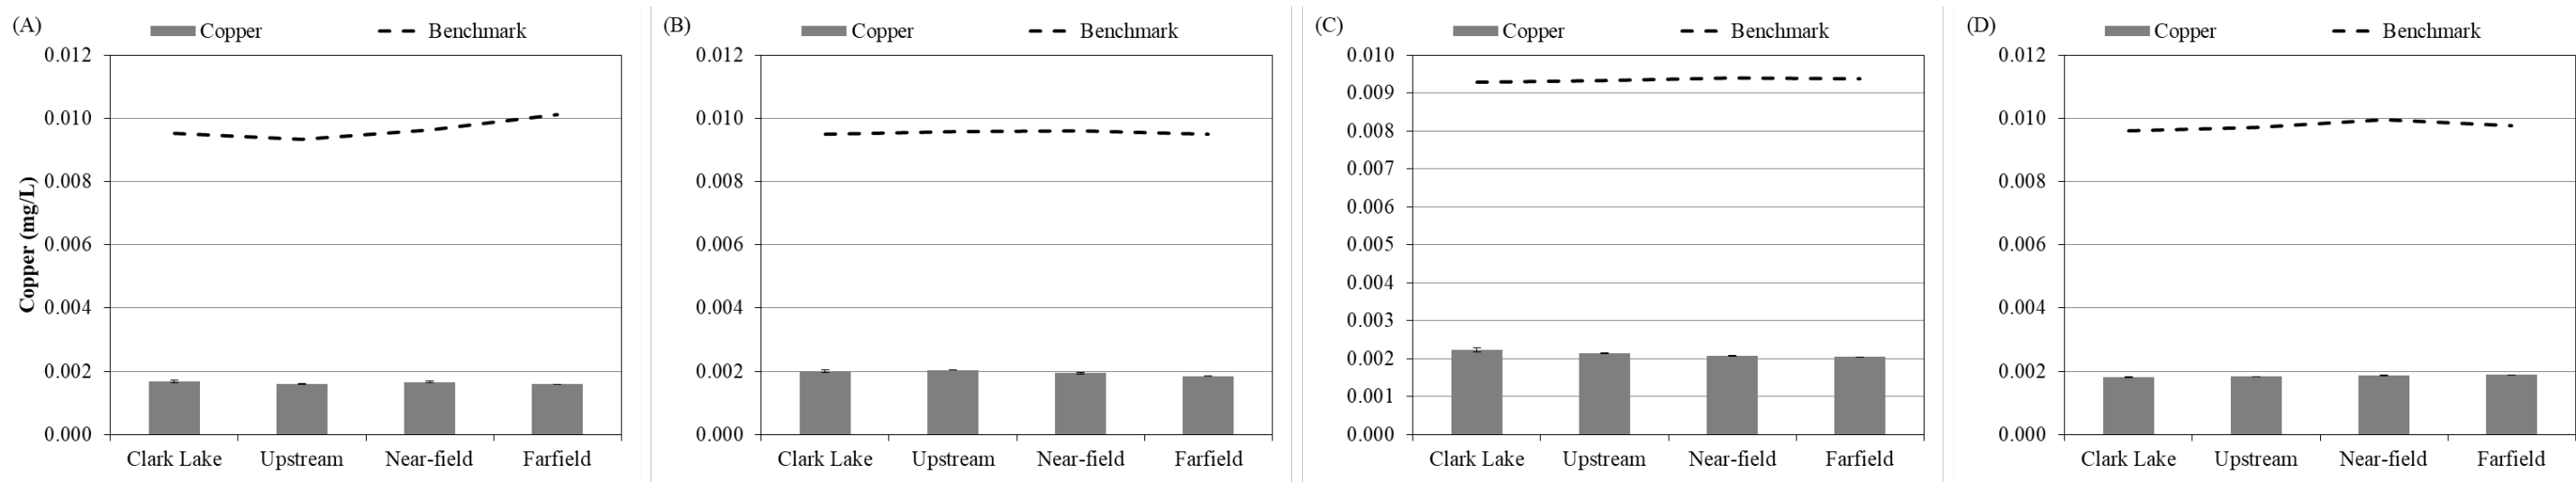 (A)
Copper
Benchmark
Copper (mg/L)
0.012
0.010
0.008
0.006
0.004
0.002
0.000
Clark Lake
Upstream
Near-field
Farfield
(B)
Copper
Benchmark
0.012
0.010
0.008
0.006
0.004
0.002
0.000
Clark Lake
Upstream
Near-field
Farfield
(C)
Copper
Benchmark
0.010
0.009
0.008
0.007
0.006
0.005
0.004
0.003
0.002
0.001
0.000
Clark Lake
Upstream
Near-field
Farfield
(D)
Copper
Benchmark
0.012
0.010
0.008
0.006
0.004
0.002
0.000
Clark Lake
Upstream
Near-field
Farfield